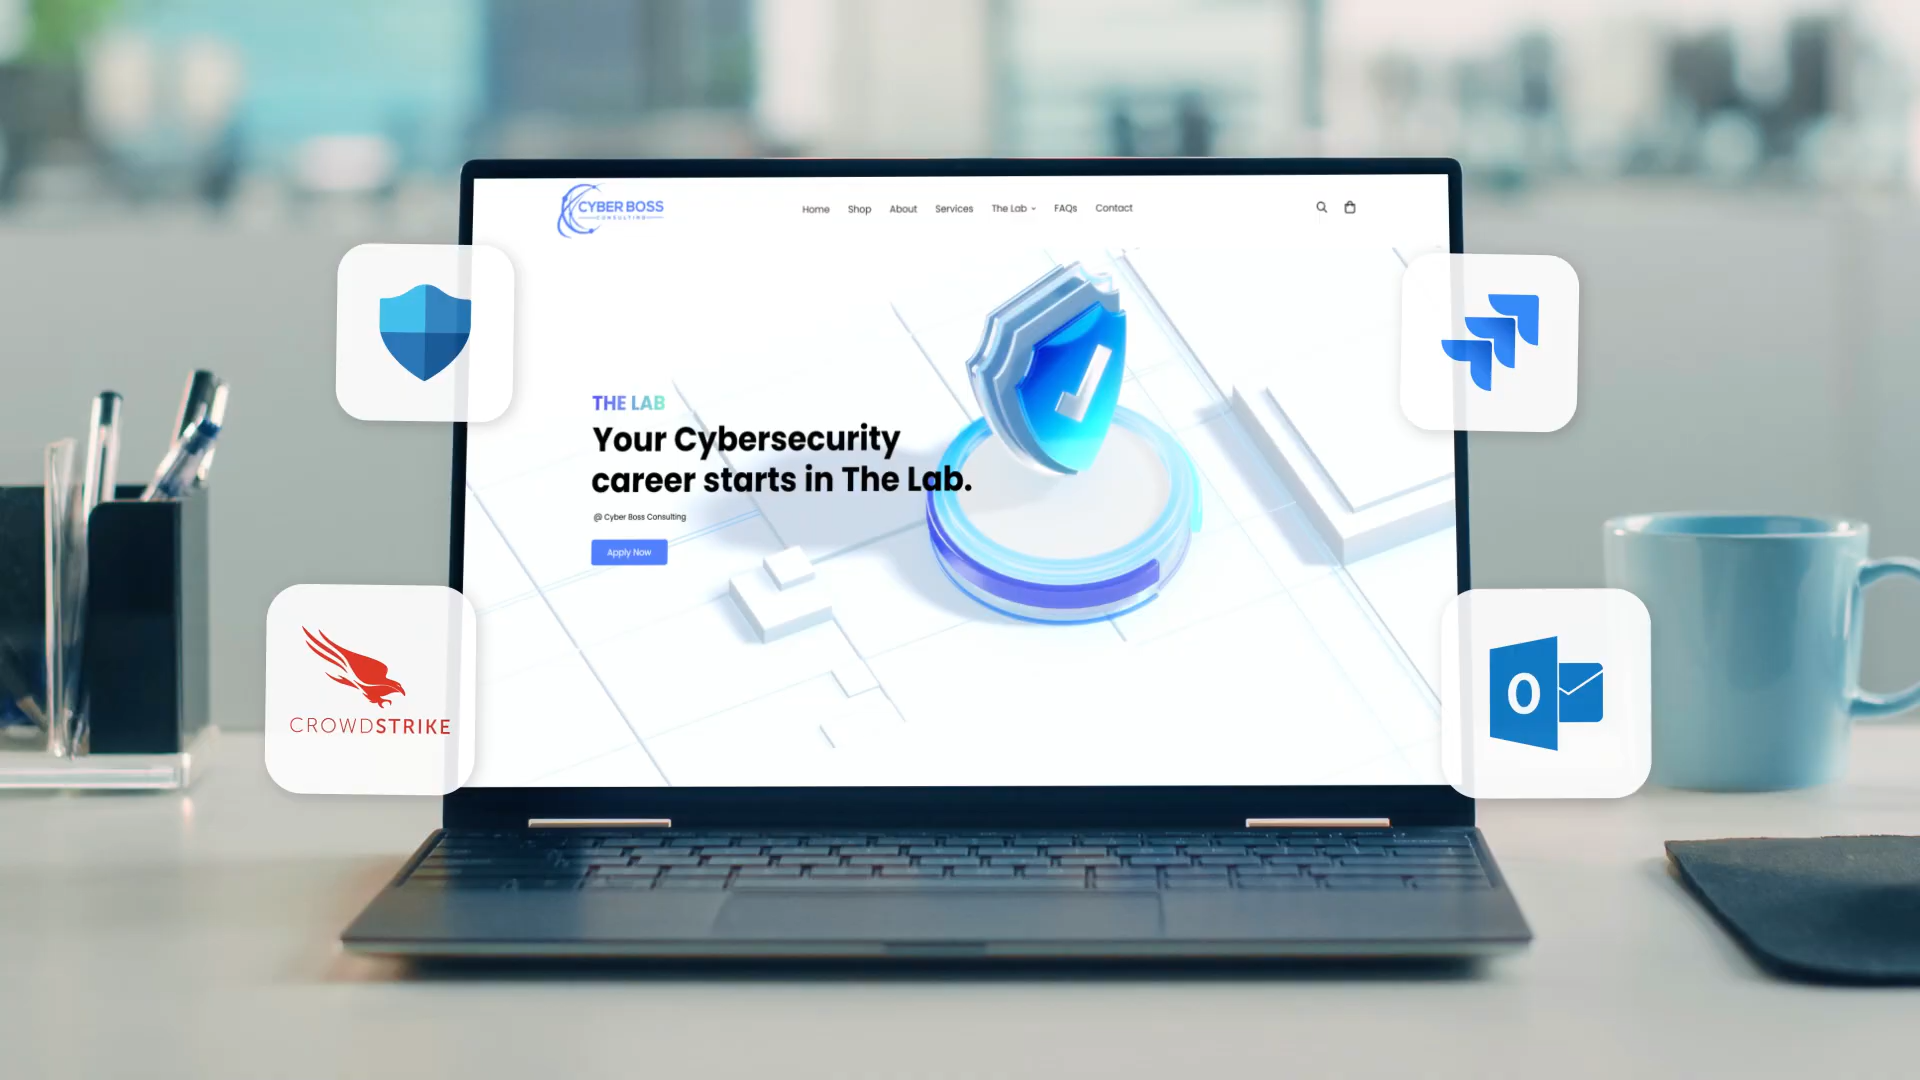 CYBER BOSS
CONSULTING
Home Shop About Services The Lab FAQs Contact
THE LAB
Your Cybersecurity
career starts in The Lab.
@ Cyber Boss Consulting
Apply Now
CROWDSTRIKE
O